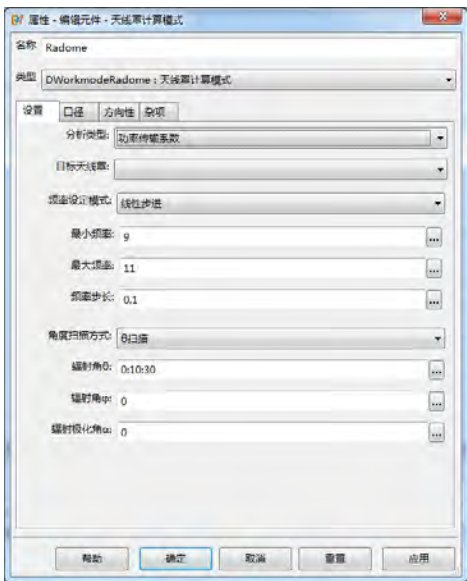 属性 - 编辑元件 - 天线罩计算模式
名称 Radome
类型 DWorkmodeRadome : 天线罩计算模式
设置 口径 方向性 杂项
分析类型: 功率传输系数
目标天线罩:
频率设定模式: 线性步进
最小频率: 9
最大频率: 11
频率步长: 0.1
角度扫描方式: θ扫描
辐射角θ: 0:10:30
辐射角φ: 0
辐射极化角α: 0
帮助 确定 取消 重置 应用